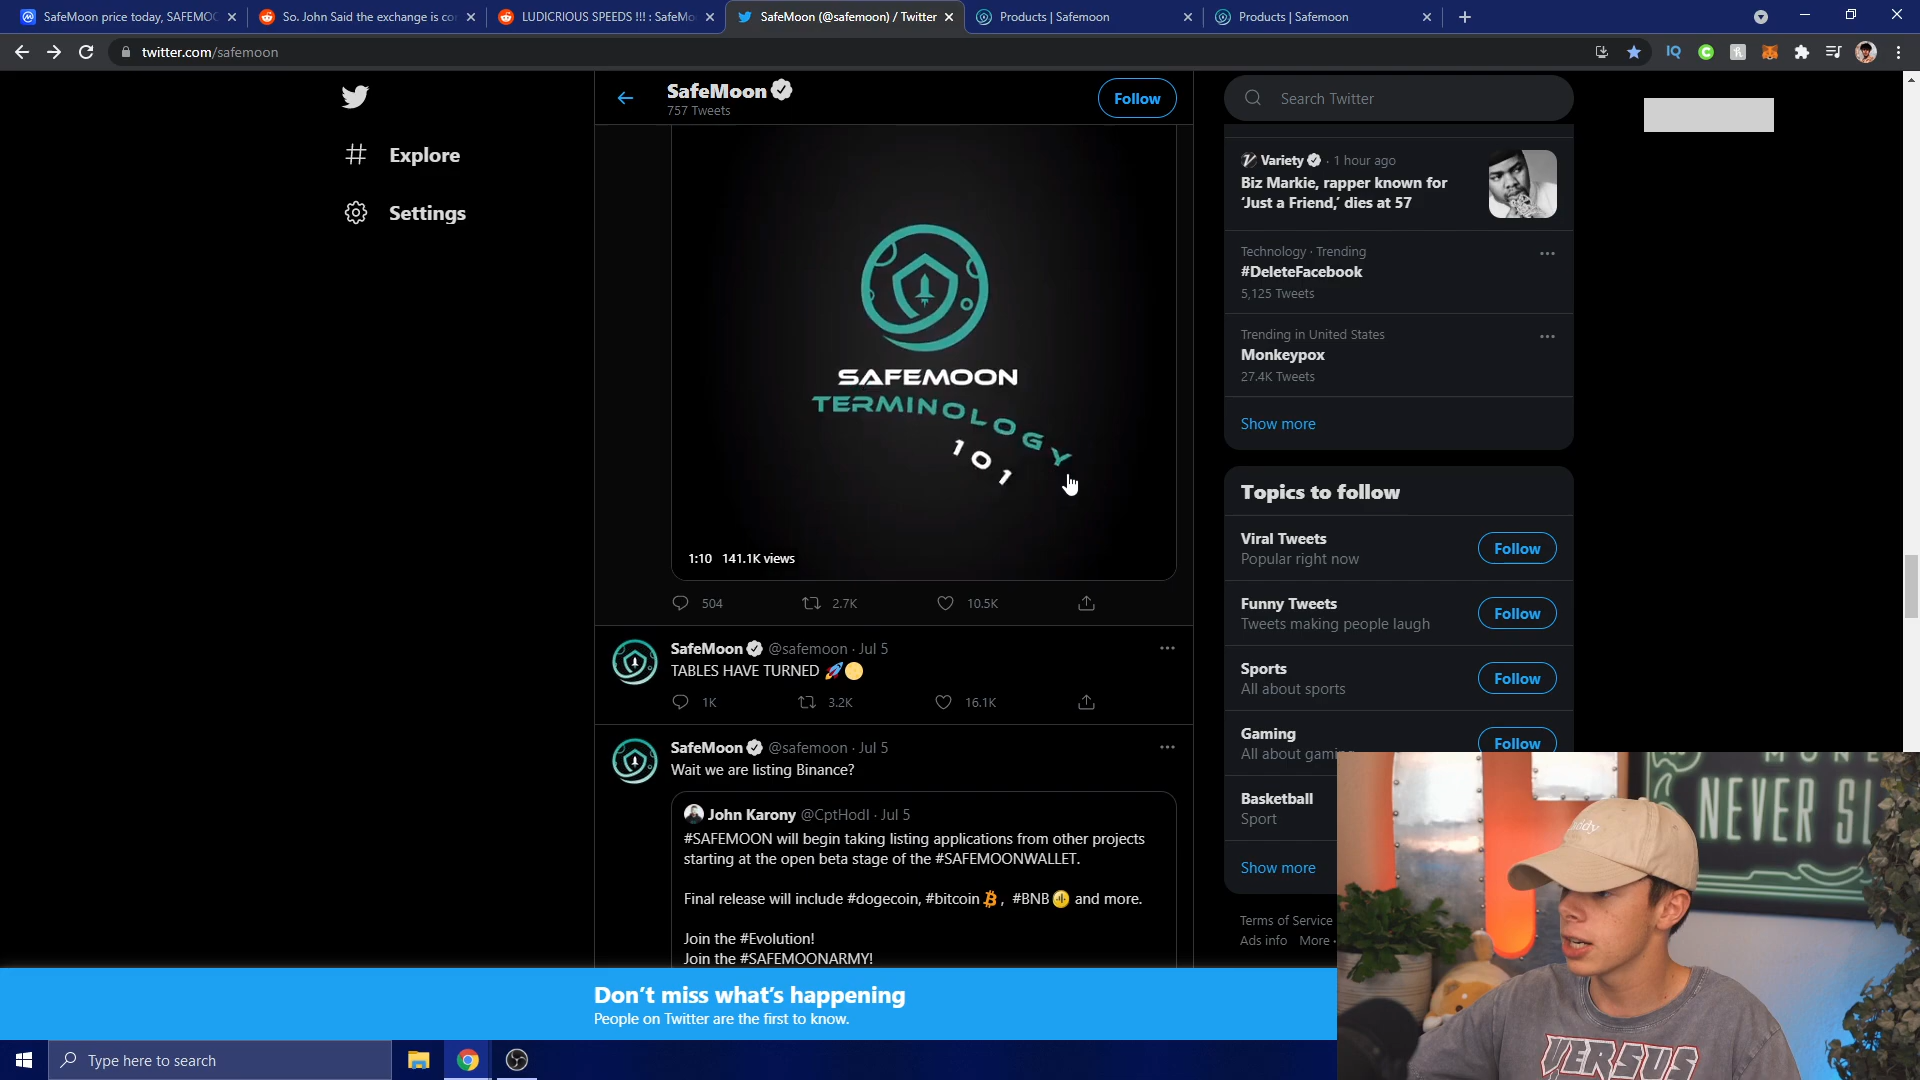 SafeMoon price today, SAFEMOO
So. John Said the exchange is co
LUDICRIOUS SPEEDS !!! : SafeMo
SafeMoon (@safemoon) / Twitter
Products | Safemoon
Products | Safemoon
twitter.com/safemoon
Explore
Settings
SafeMoon
757 Tweets
Follow
SAFEMOON
TERMINOLOGY
101
1:10 141.1K views
504
2.7K
10.5K
SafeMoon @safemoon · Jul 5
TABLES HAVE TURNED 🚀🌕
1K
3.2K
16.1K
SafeMoon @safemoon · Jul 5
Wait we are listing Binance?
John Karony @CptHodl · Jul 5
#SAFEMOON will begin taking listing applications from other projects
starting at the open beta stage of the #SAFEMOONWALLET.
Final release will include #dogecoin, #bitcoin, #BNB and more.
Join the #Evolution!
Join the #SAFEMOONARMY!
Search Twitter
Variety · 1 hour ago
Biz Markie, rapper known for
‘Just a Friend,’ dies at 57
Technology · Trending
#DeleteFacebook
5,125 Tweets
Trending in United States
Monkeypox
27.4K Tweets
Show more
Topics to follow
Viral Tweets
Popular right now
Follow
Funny Tweets
Tweets making people laugh
Follow
Sports
All about sports
Follow
Gaming
All about gaming
Follow
Basketball
Sport
Show more
Terms of Service
Ads info More
Don’t miss what’s happening
People on Twitter are the first to know.
Type here to search
NEVER SL
VERSUS